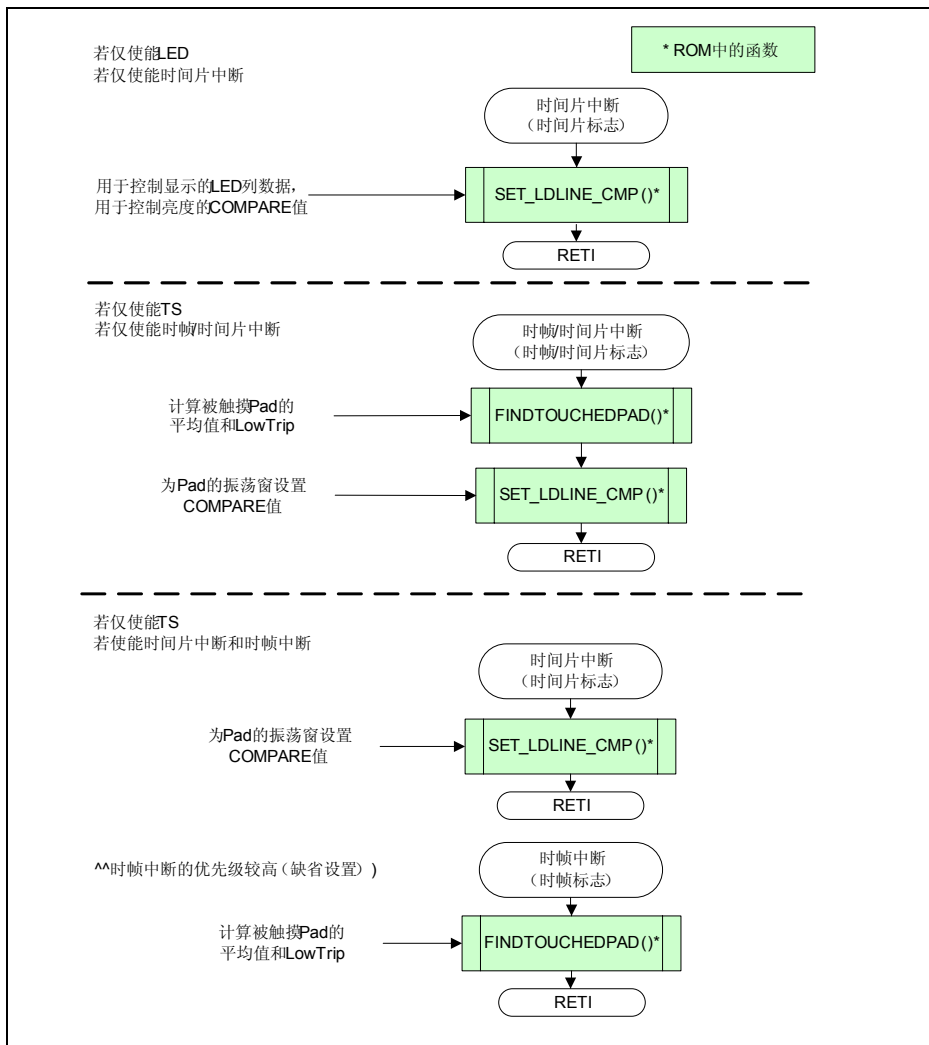 若仅使能LED
若仅使能时间片中断
* ROM中的函数
时间片中断
（时间片标志）
用于控制显示的LED列数据，
用于控制亮度的COMPARE值
SET_LDLINE_CMP()*
RETI
若仅使能TS
若仅使能时帧/时间片中断
时帧/时间片中断
（时帧/时间片标志）
计算被触摸Pad的
平均值和LowTrip
FINDTOUCHEDPAD()*
为Pad的振荡窗设置
COMPARE值
SET_LDLINE_CMP()*
RETI
若仅使能TS
若使能时间片中断和时帧中断
时间片中断
（时间片标志）
为Pad的振荡窗设置
COMPARE值
SET_LDLINE_CMP()*
RETI
^^时帧中断的优先级较高（缺省设置）)
时帧中断
（时帧标志）
计算被触摸Pad的
平均值和LowTrip
FINDTOUCHEDPAD()*
RETI